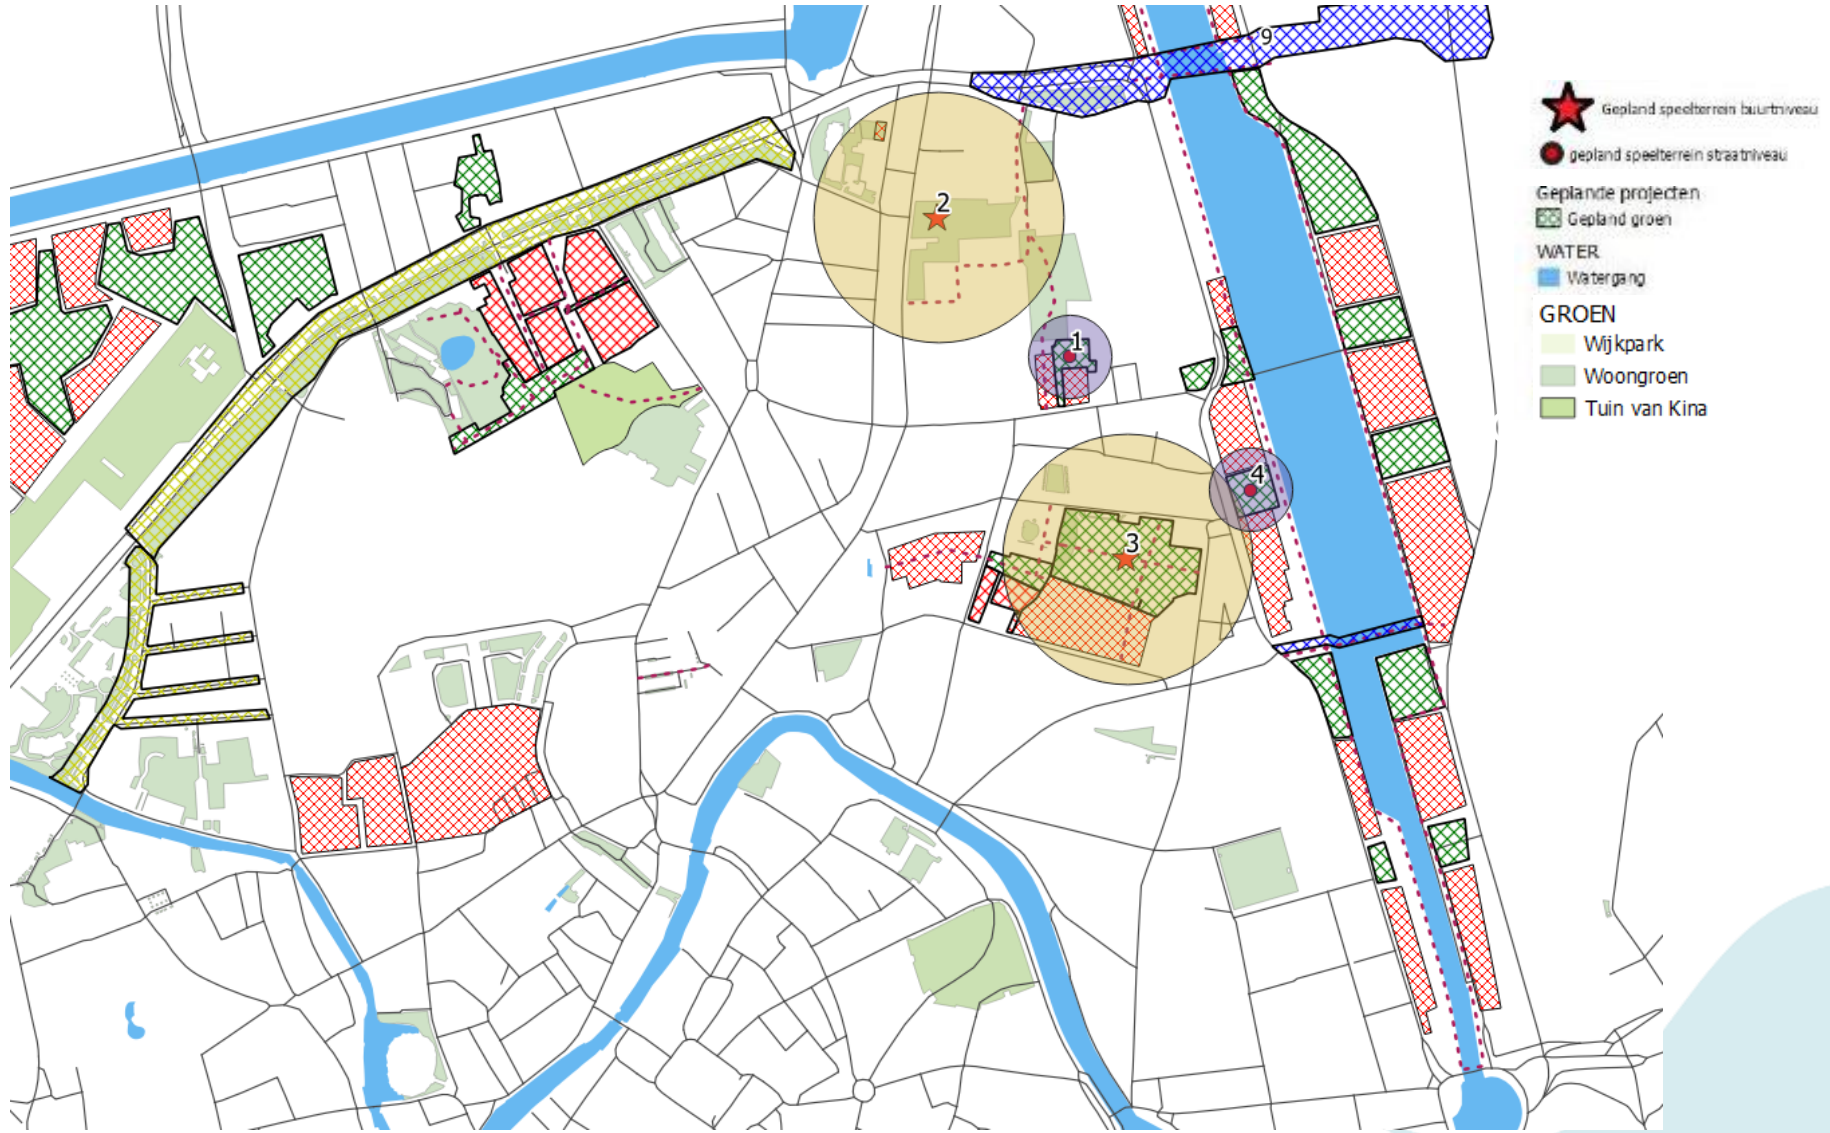 9
2
1
4
3
Gepland speelterrein buurtniveau
gepland speelterrein straatniveau
Geplande projecten
Gepland groen
WATER
Watergang
GROEN
Wijkpark
Woongroen
Tuin van Kina